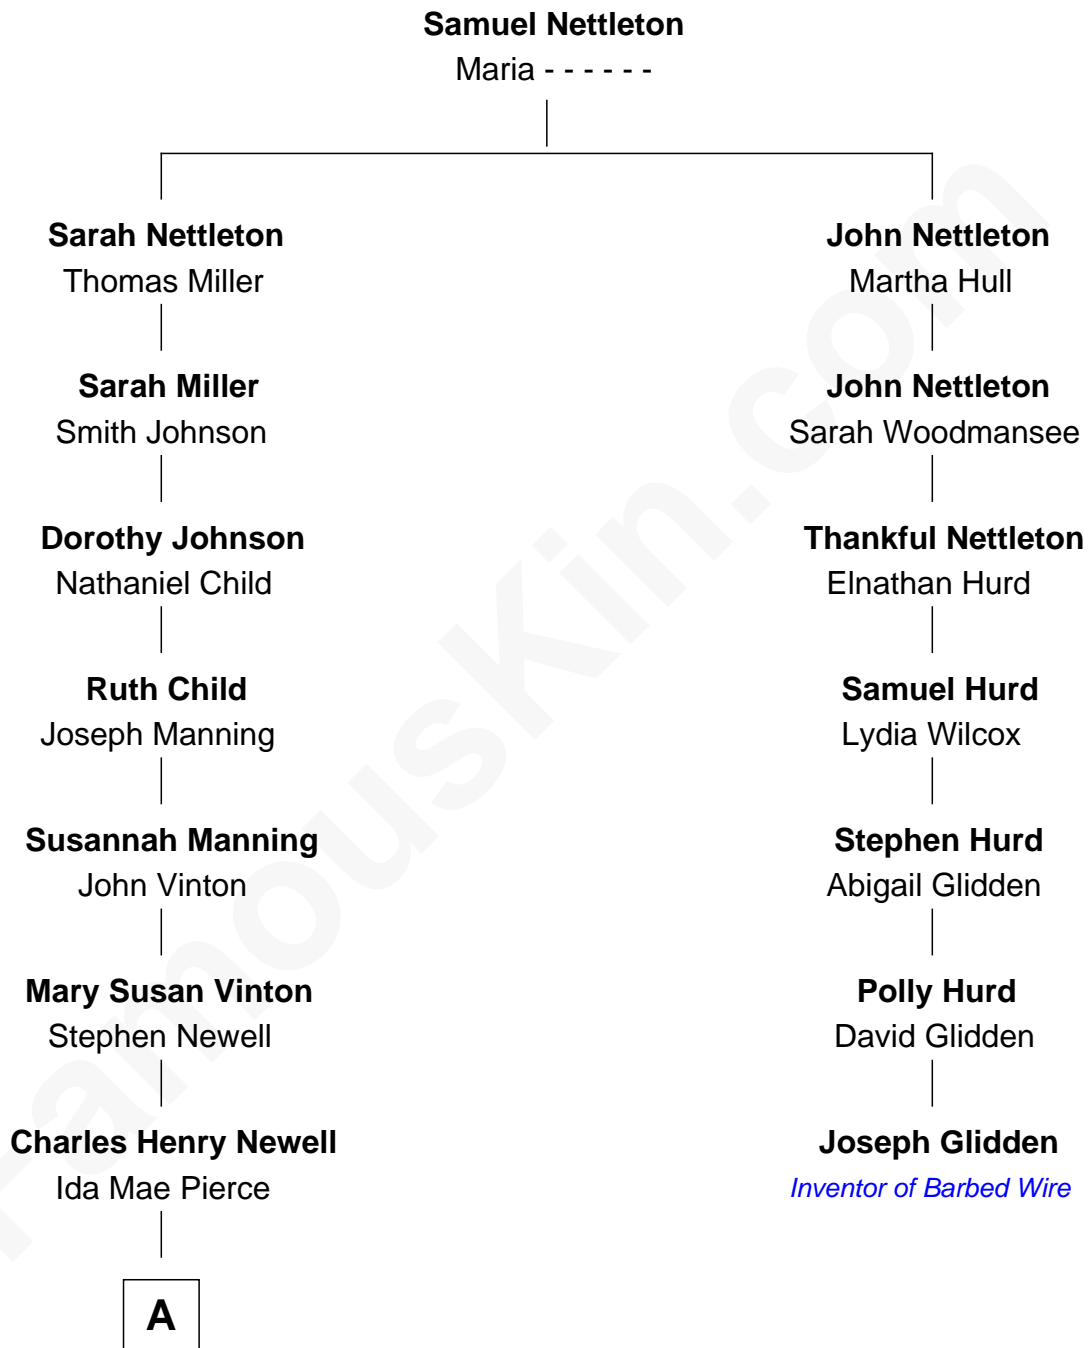 Samuel Nettleton
Maria - - - - - -
Sarah Nettleton
Thomas Miller
John Nettleton
Martha Hull
Sarah Miller
Smith Johnson
John Nettleton
Sarah Woodmansee
Dorothy Johnson
Nathaniel Child
Thankful Nettleton
Elnathan Hurd
Ruth Child
Joseph Manning
Samuel Hurd
Lydia Wilcox
Susannah Manning
John Vinton
Stephen Hurd
Abigail Glidden
Mary Susan Vinton
Stephen Newell
Polly Hurd
David Glidden
Charles Henry Newell
Ida Mae Pierce
Joseph Glidden
Inventor of Barbed Wire
A
FamousKin.com